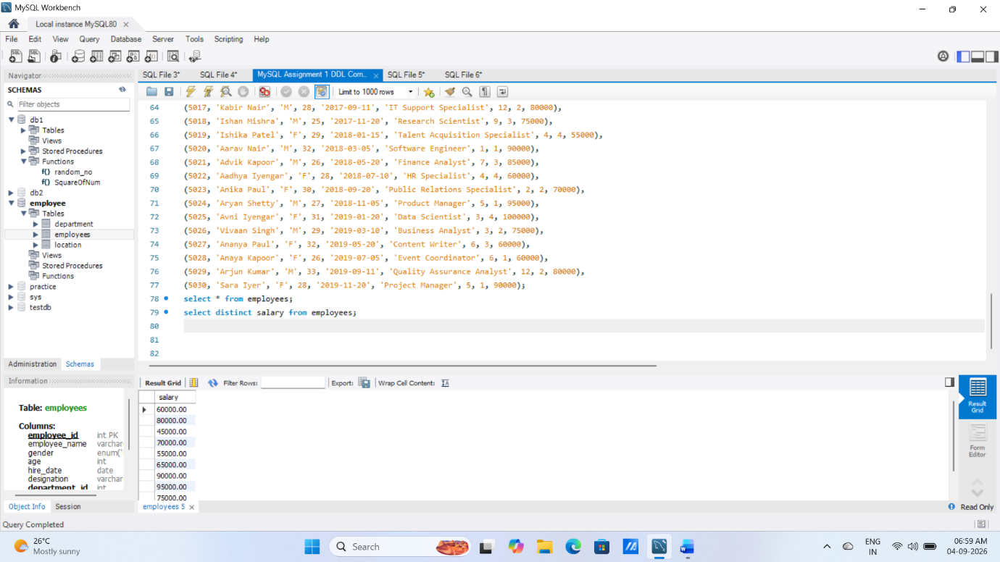 MySQL Workbench
Local instance MySQL80
File Edit View Query Database Server Tools Scripting Help
Navigator
SCHEMAS
Filter objects
db1
Tables
Views
Stored Procedures
Functions
f() random_no
f() SquareOfNum
db2
employee
Tables
department
employees
location
Views
Stored Procedures
Functions
practice
sys
testdb
Administration Schemas
Information
Table: employees
Columns:
employee_id int PK
employee_name varchar
gender enum('
age int
hire_date date
designation varchar
department_id int
Object Info Session
SQL File 3* SQL File 4* MySQL Assignment 1 DDL Com... SQL File 5* SQL File 6*
Limit to 1000 rows
64 (5017, 'Kabir Nair', 'M', 28, '2017-09-11', 'IT Support Specialist', 12, 2, 80000),
65 (5018, 'Ishan Mishra', 'M', 25, '2017-11-20', 'Research Scientist', 9, 3, 75000),
66 (5019, 'Ishika Patel', 'F', 29, '2018-01-15', 'Talent Acquisition Specialist', 4, 4, 55000),
67 (5020, 'Aarav Nair', 'M', 32, '2018-03-05', 'Software Engineer', 1, 1, 90000),
68 (5021, 'Advik Kapoor', 'M', 26, '2018-05-20', 'Finance Analyst', 7, 3, 85000),
69 (5022, 'Aadhya Iyengar', 'F', 28, '2018-07-10', 'HR Specialist', 4, 4, 60000),
70 (5023, 'Anika Paul', 'F', 30, '2018-09-20', 'Public Relations Specialist', 2, 2, 70000),
71 (5024, 'Aryan Shetty', 'M', 27, '2018-11-05', 'Product Manager', 5, 1, 95000),
72 (5025, 'Avni Iyengar', 'F', 31, '2019-01-20', 'Data Scientist', 3, 4, 100000),
73 (5026, 'Vivaan Singh', 'M', 29, '2019-03-10', 'Business Analyst', 3, 2, 75000),
74 (5027, 'Ananya Paul', 'F', 32, '2019-05-20', 'Content Writer', 6, 3, 60000),
75 (5028, 'Anaya Kapoor', 'F', 26, '2019-07-05', 'Event Coordinator', 6, 1, 60000),
76 (5029, 'Arjun Kumar', 'M', 33, '2019-09-11', 'Quality Assurance Analyst', 12, 2, 80000),
77 (5030, 'Sara Iyer', 'F', 28, '2019-11-20', 'Project Manager', 5, 1, 90000);
78 select * from employees;
79 select distinct salary from employees;
80
81
82
Result Grid Filter Rows: Export: Wrap Cell Content:
salary
60000.00
80000.00
45000.00
70000.00
55000.00
65000.00
90000.00
95000.00
75000.00
Result Grid
Form Editor
employees 5
Read Only
Query Completed
26°C
Mostly sunny
Search
ENG
IN
06:59 AM
04-09-2026